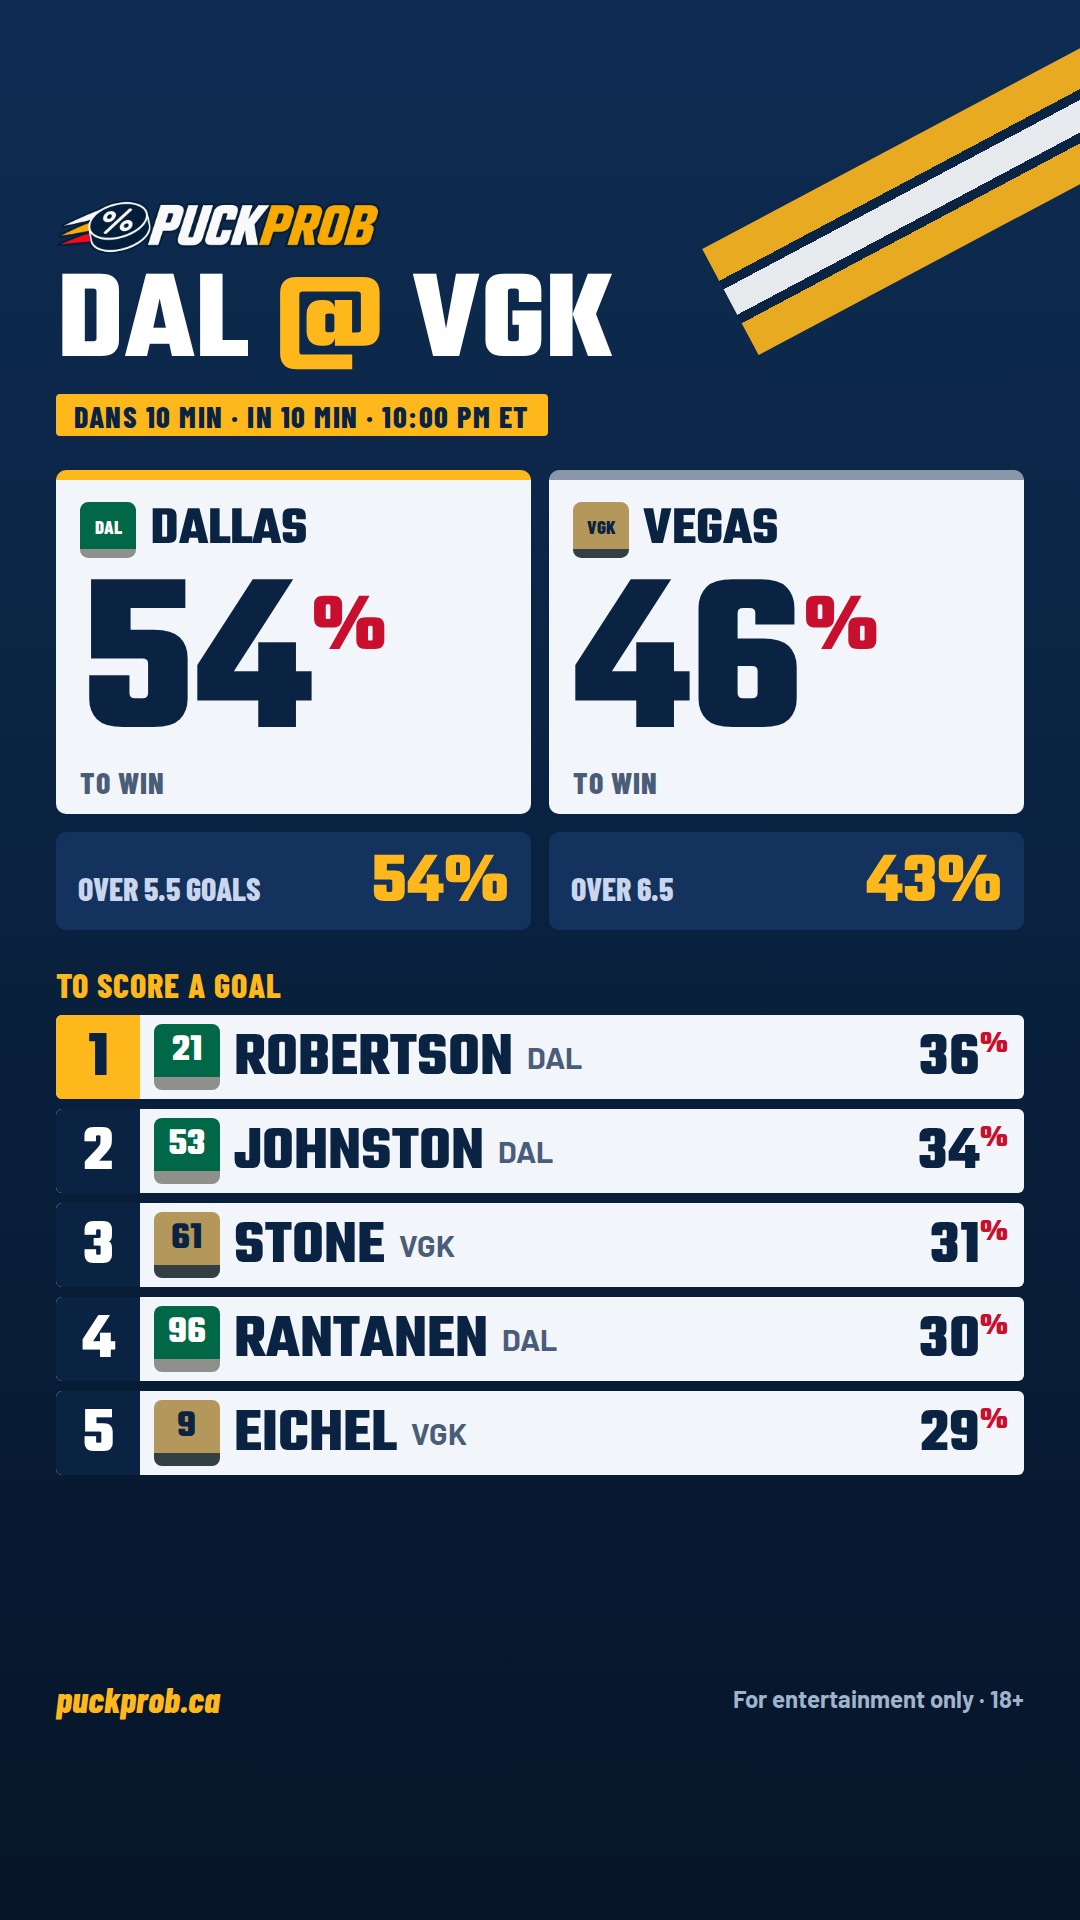 % PUCKPROB
DAL @ VGK
DANS 10 MIN · IN 10 MIN · 10:00 PM ET
DAL DALLAS
54%
TO WIN
VGK VEGAS
46%
TO WIN
OVER 5.5 GOALS 54%
OVER 6.5 43%
TO SCORE A GOAL
1 21 ROBERTSON DAL 36%
2 53 JOHNSTON DAL 34%
3 61 STONE VGK 31%
4 96 RANTANEN DAL 30%
5 9 EICHEL VGK 29%
puckprob.ca
For entertainment only · 18+